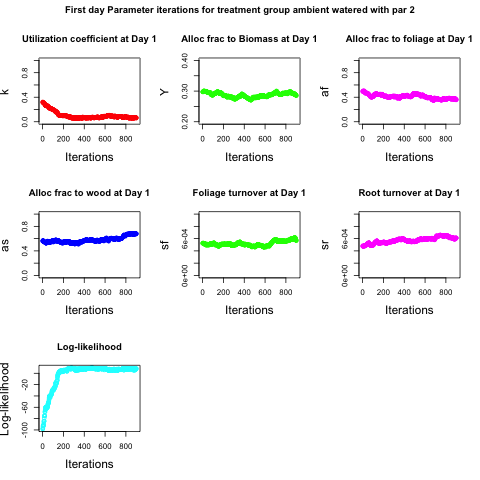 First day Parameter iterations for treatment group ambient watered with par 2
Utilization coefficient at Day 1
k
0.0 0.4 0.8
0 200 400 600 800
Iterations
Alloc frac to Biomass at Day 1
Y
0.20 0.30 0.40
0 200 400 600 800
Iterations
Alloc frac to foliage at Day 1
af
0.0 0.4 0.8
0 200 400 600 800
Iterations
Alloc frac to wood at Day 1
as
0.0 0.4 0.8
0 200 400 600 800
Iterations
Foliage turnover at Day 1
sf
0e+00 6e-04
0 200 400 600 800
Iterations
Root turnover at Day 1
sr
0e+00 6e-04
0 200 400 600 800
Iterations
Log-likelihood
Log-likelihood
-100 -60 -20
0 200 400 600 800
Iterations